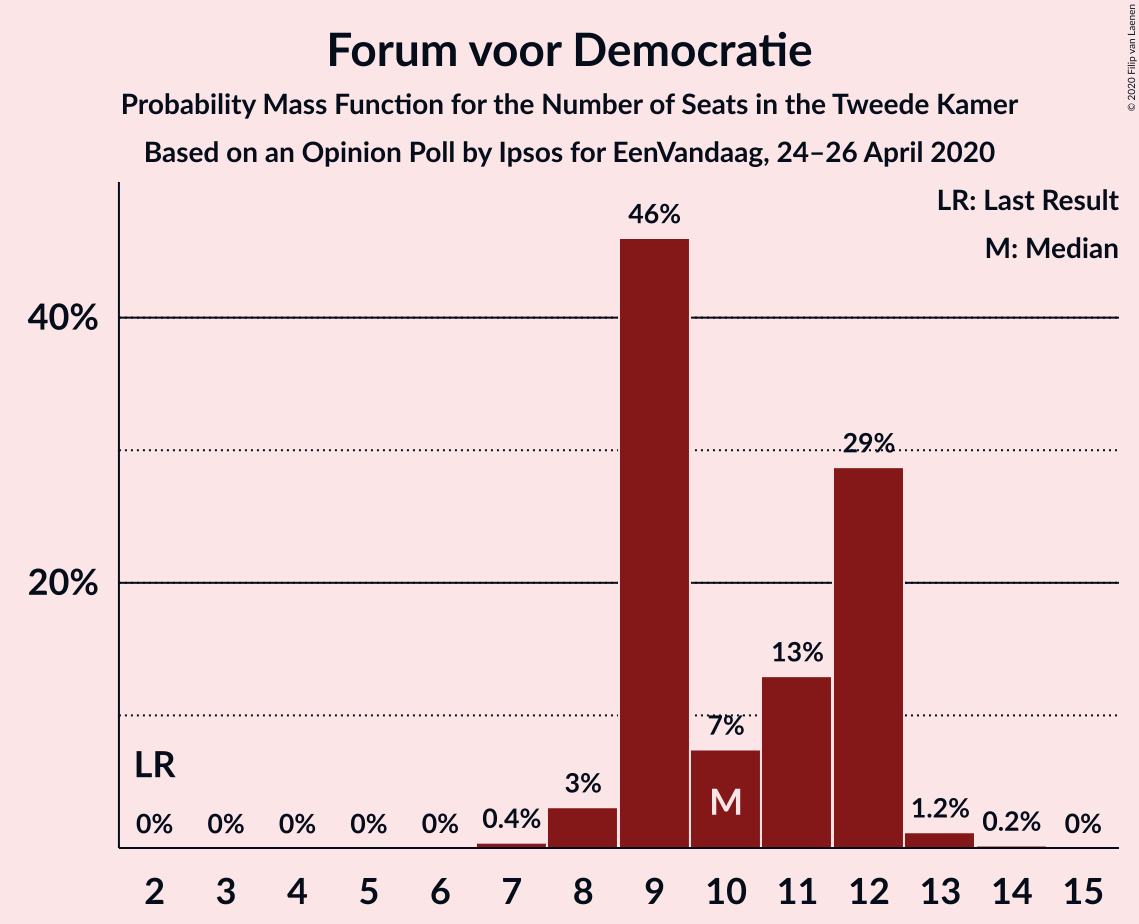 Forum voor Democratie
Probability Mass Function for the Number of Seats in the Tweede Kamer
Based on an Opinion Poll by Ipsos for EenVandaag, 24–26 April 2020
© 2020 Filip van Laenen
LR: Last Result
M: Median
46%
40%
29%
20%
13%
7%
LR
3%
M
0% 0% 0% 0% 0% 0.4% 1.2% 0.2% 0%
2 3 4 5 6 7 8 9 10 11 12 13 14 15